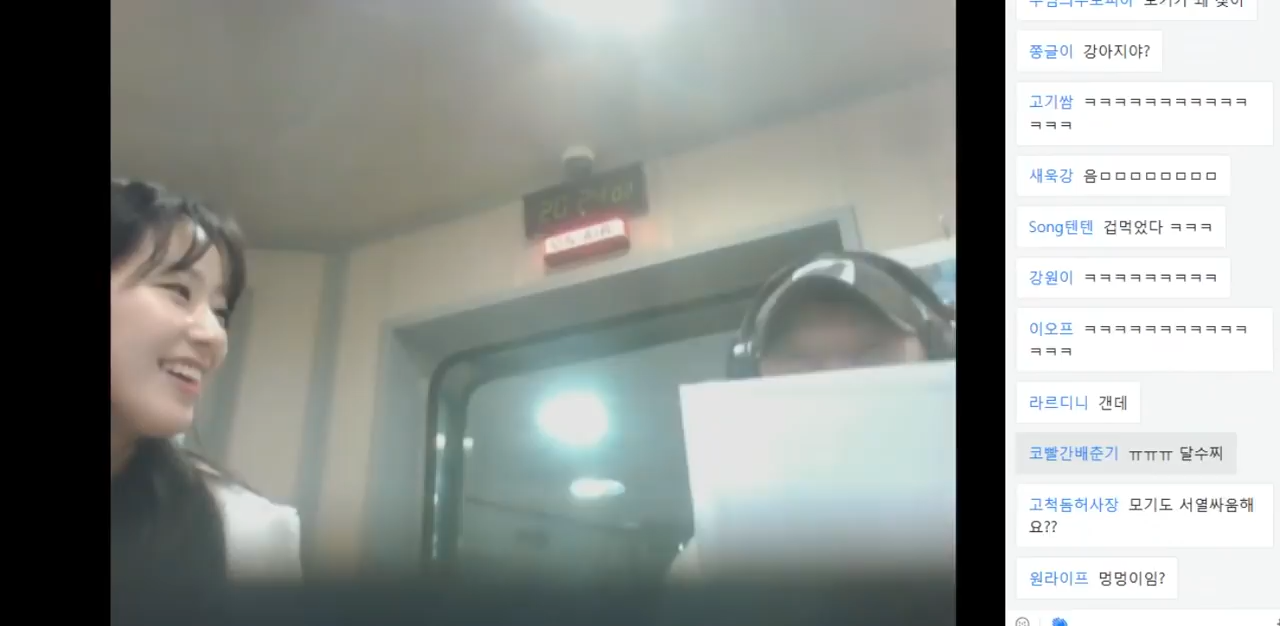 ON AIR
쫑글이 강아지야?
고기쌈 ㅋㅋㅋㅋㅋㅋㅋㅋㅋㅋㅋ
ㅋㅋㅋ
새욱강 음ㅁㅁㅁㅁㅁㅁㅁㅁ
Song텐텐 겁먹었다 ㅋㅋㅋ
강원이 ㅋㅋㅋㅋㅋㅋㅋㅋㅋ
이오프 ㅋㅋㅋㅋㅋㅋㅋㅋㅋㅋㅋ
ㅋㅋㅋ
라르디니 갠데
코빨간배춘기 ㅠㅠㅠ 달수찌
고척돔허사장 모기도 서열싸움해
요??
원라이프 멍멍이임?